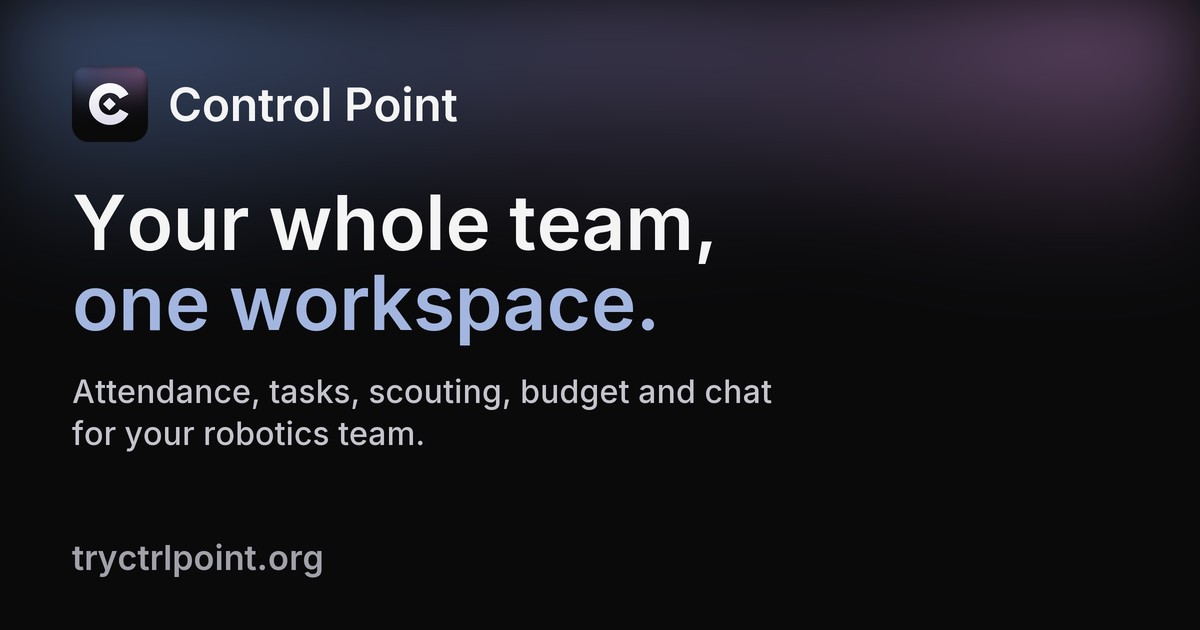 Control Point
Your whole team,
one workspace.
Attendance, tasks, scouting, budget and chat
for your robotics team.
tryctrlpoint.org